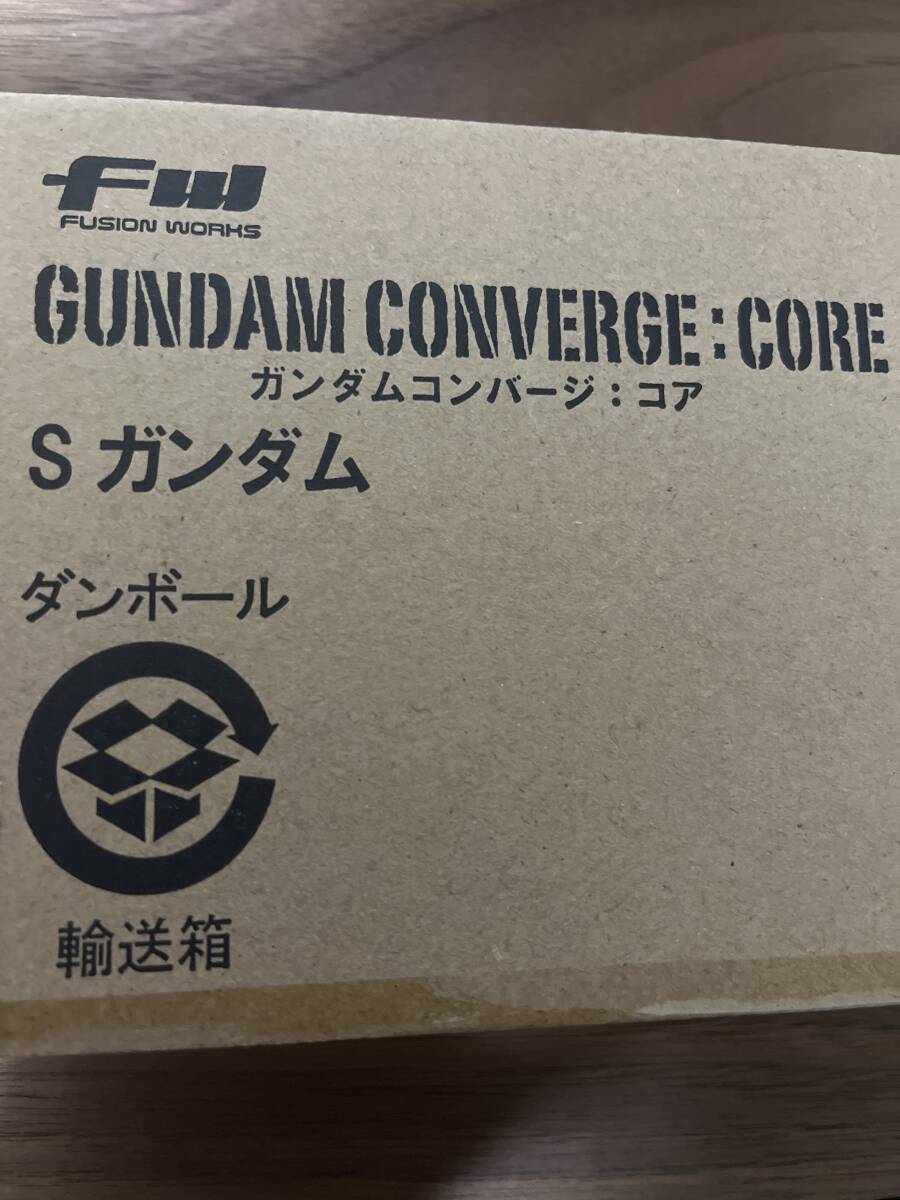 FW
FUSION WORKS
GUNDAM CONVERGE:CORE
ガンダムコンバージ:コア
Sガンダム
ダンボール
輸送箱